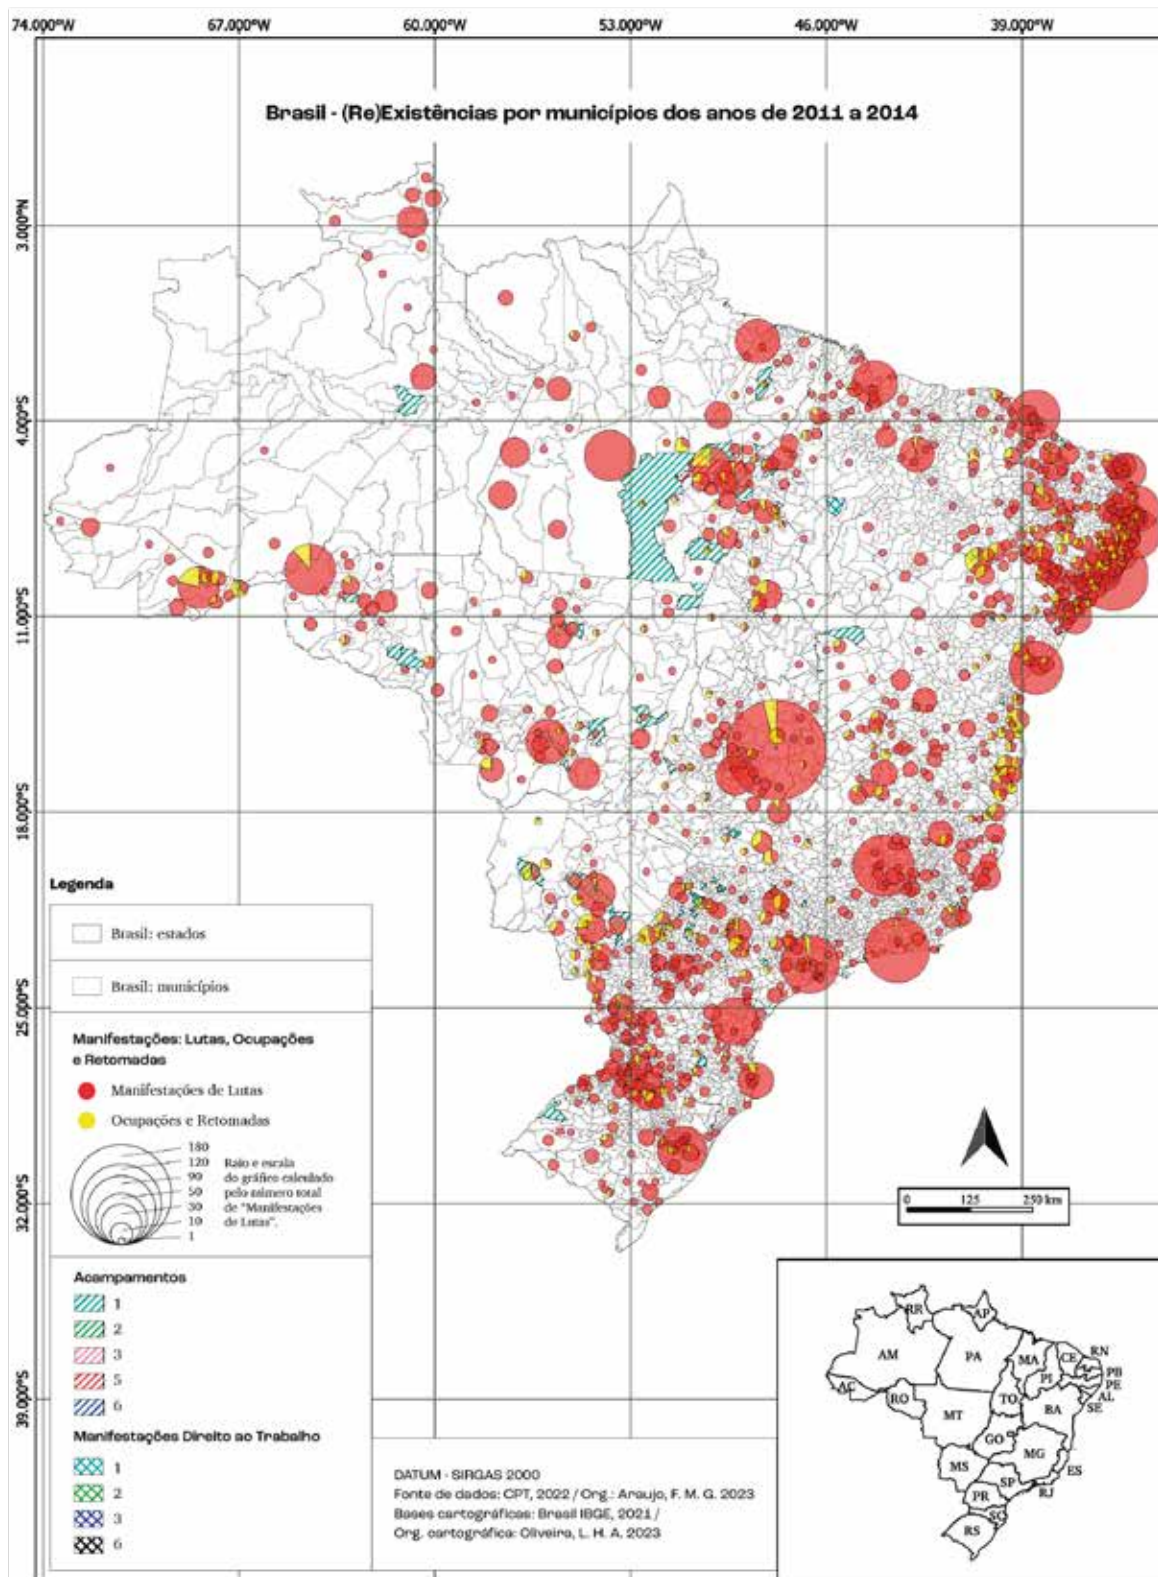 74.000°W 67.000°W 60.000°W 53.000°W 46.000°W 39.000°W
Brasil - (Re)Existências por municípios dos anos de 2011 a 2014
3.000°N
4.000°S
11.000°S
18.000°S
25.000°S
32.000°S
39.000°S
Legenda
Brasil: estados
Brasil: municípios
Manifestações: Lutas, Ocupações
e Retomadas
Manifestações de Lutas
Ocupações e Retomadas
180
120
90
50
30
10
1
Raio e escala
do gráfico calculado
pelo número total
de "Manifestações
de Lutas".
Acampamentos
1
2
3
5
6
Manifestações Direito ao Trabalho
1
2
3
6
0 125 250 km
DATUM - SIRGAS 2000
Fonte de dados: CPT, 2022 / Org.: Araujo, F. M. G. 2023
Bases cartográficas: Brasil IBGE, 2021 /
Org. cartográfica: Oliveira, L. H. A. 2023
RR AP
AM PA MA CE RN
PI PB
PE
AC RO TO AL
BA SE
MT
GO
MG
MS ES
SP
RJ
PR
SC
RS